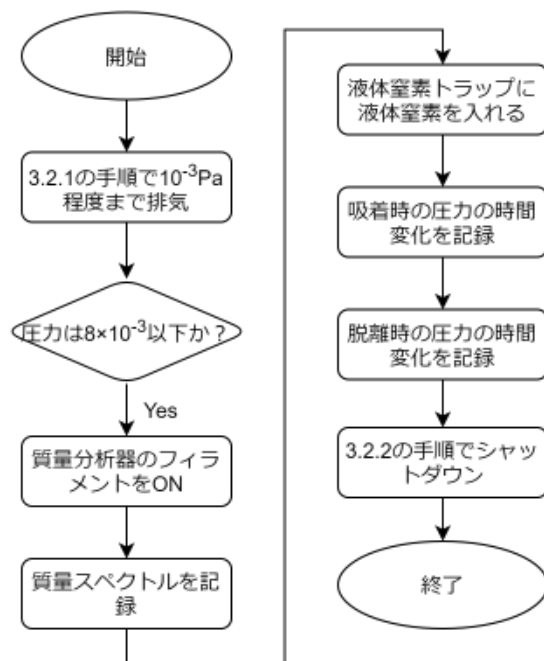 開始
3.2.1の手順で10⁻³Pa
程度まで排気
圧力は8×10⁻³以下か？
Yes
質量分析器のフィラ
メントをON
質量スペクトルを記
録
液体窒素トラップに
液体窒素を入れる
吸着時の圧力の時間
変化を記録
脱離時の圧力の時間
変化を記録
3.2.2の手順でシャッ
トダウン
終了